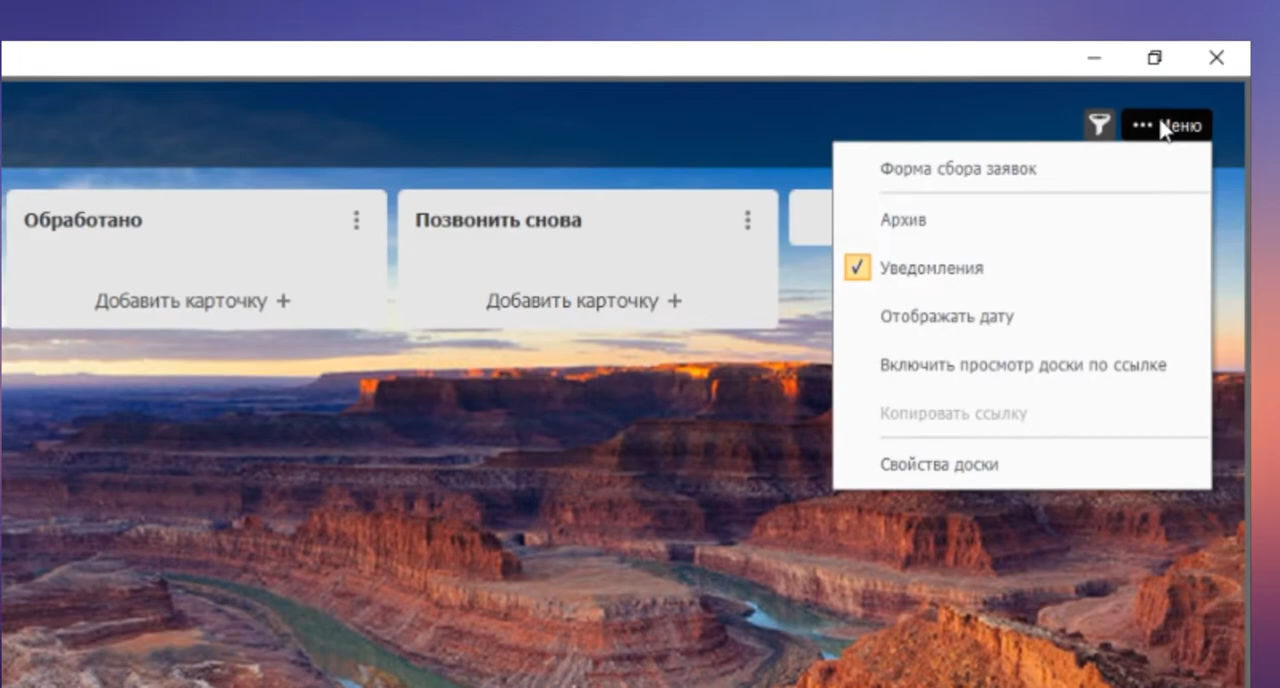 ••• Меню
Форма сбора заявок
Обработано
Позвонить снова
Архив
Уведомления
Добавить карточку +
Добавить карточку +
Отображать дату
Включить просмотр доски по ссылке
Копировать ссылку
Свойства доски